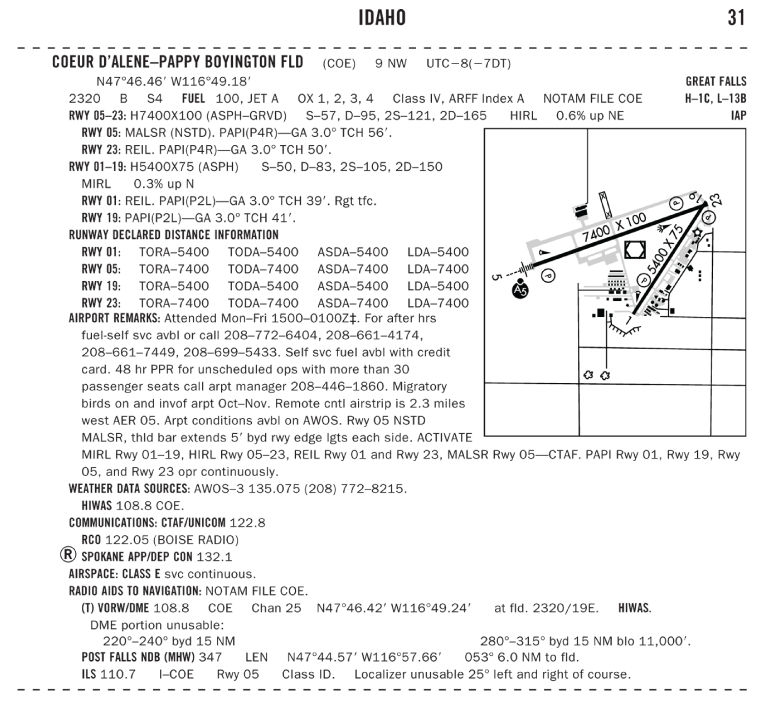 IDAHO 31
COEUR D'ALENE–PAPPY BOYINGTON FLD (COE) 9 NW UTC–8(–7DT)
N47°46.46′ W116°49.18′ GREAT FALLS
2320 B S4 FUEL 100, JET A OX 1, 2, 3, 4 Class IV, ARFF Index A NOTAM FILE COE H–1C, L–13B
RWY 05–23: H7400X100 (ASPH–GRVD) S–57, D–95, 2S–121, 2D–165 HIRL 0.6% up NE IAP
RWY 05: MALSR (NSTD). PAPI(P4R)—GA 3.0° TCH 56′.
RWY 23: REIL. PAPI(P4R)—GA 3.0° TCH 50′.
RWY 01–19: H5400X75 (ASPH) S–50, D–83, 2S–105, 2D–150
MIRL 0.3% up N
RWY 01: REIL. PAPI(P2L)—GA 3.0° TCH 39′. Rgt tfc.
RWY 19: PAPI(P2L)—GA 3.0° TCH 41′.
RUNWAY DECLARED DISTANCE INFORMATION
RWY 01: TORA–5400 TODA–5400 ASDA–5400 LDA–5400
RWY 05: TORA–7400 TODA–7400 ASDA–7400 LDA–7400
RWY 19: TORA–5400 TODA–5400 ASDA–5400 LDA–5400
RWY 23: TORA–7400 TODA–7400 ASDA–7400 LDA–7400
AIRPORT REMARKS: Attended Mon–Fri 1500–0100Z‡. For after hrs
fuel-self svc avbl or call 208–772–6404, 208–661–4174,
208–661–7449, 208–699–5433. Self svc fuel avbl with credit
card. 48 hr PPR for unscheduled ops with more than 30
passenger seats call arpt manager 208–446–1860. Migratory
birds on and invof arpt Oct–Nov. Remote cntl airstrip is 2.3 miles
west AER 05. Arpt conditions avbl on AWOS. Rwy 05 NSTD
MALSR, thld bar extends 5′ byd rwy edge lgts each side. ACTIVATE
MIRL Rwy 01–19, HIRL Rwy 05–23, REIL Rwy 01 and Rwy 23, MALSR Rwy 05—CTAF. PAPI Rwy 01, Rwy 19, Rwy
05, and Rwy 23 opr continuously.
7400 X 100
5400 X 75
19
23
5
1
A5
P
P
P
P
WEATHER DATA SOURCES: AWOS–3 135.075 (208) 772–8215.
HIWAS 108.8 COE.
COMMUNICATIONS: CTAF/UNICOM 122.8
RCO 122.05 (BOISE RADIO)
Ⓡ SPOKANE APP/DEP CON 132.1
AIRSPACE: CLASS E svc continuous.
RADIO AIDS TO NAVIGATION: NOTAM FILE COE.
(T) VORW/DME 108.8 COE Chan 25 N47°46.42′ W116°49.24′ at fld. 2320/19E. HIWAS.
DME portion unusable:
220°–240° byd 15 NM 280°–315° byd 15 NM blo 11,000′.
POST FALLS NDB (MHW) 347 LEN N47°44.57′ W116°57.66′ 053° 6.0 NM to fld.
ILS 110.7 I–COE Rwy 05 Class ID. Localizer unusable 25° left and right of course.